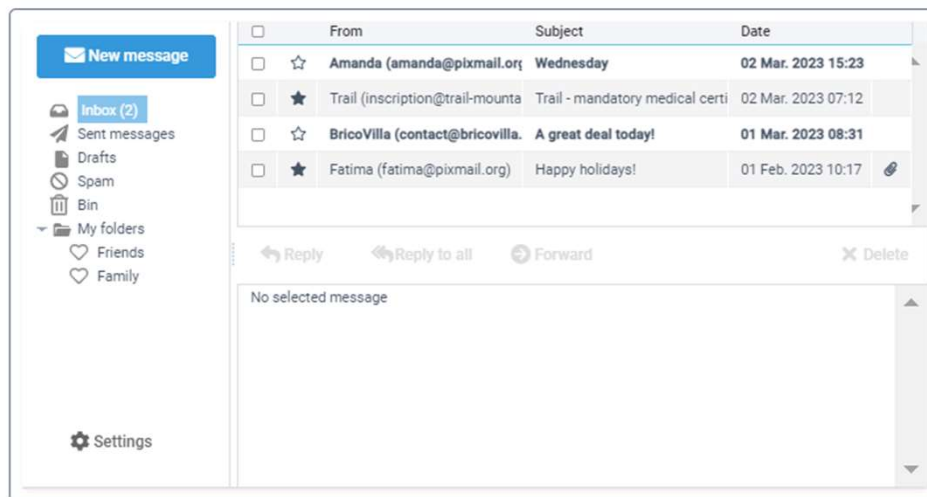 New message
Inbox (2)
Sent messages
Drafts
Spam
Bin
My folders
Friends
Family
Settings
From Subject Date
Amanda (amanda@pixmail.org Wednesday 02 Mar. 2023 15:23
Trail (inscription@trail-mounta Trail - mandatory medical certi 02 Mar. 2023 07:12
BricoVilla (contact@bricovilla. A great deal today! 01 Mar. 2023 08:31
Fatima (fatima@pixmail.org) Happy holidays! 01 Feb. 2023 10:17
Reply Reply to all Forward Delete
No selected message